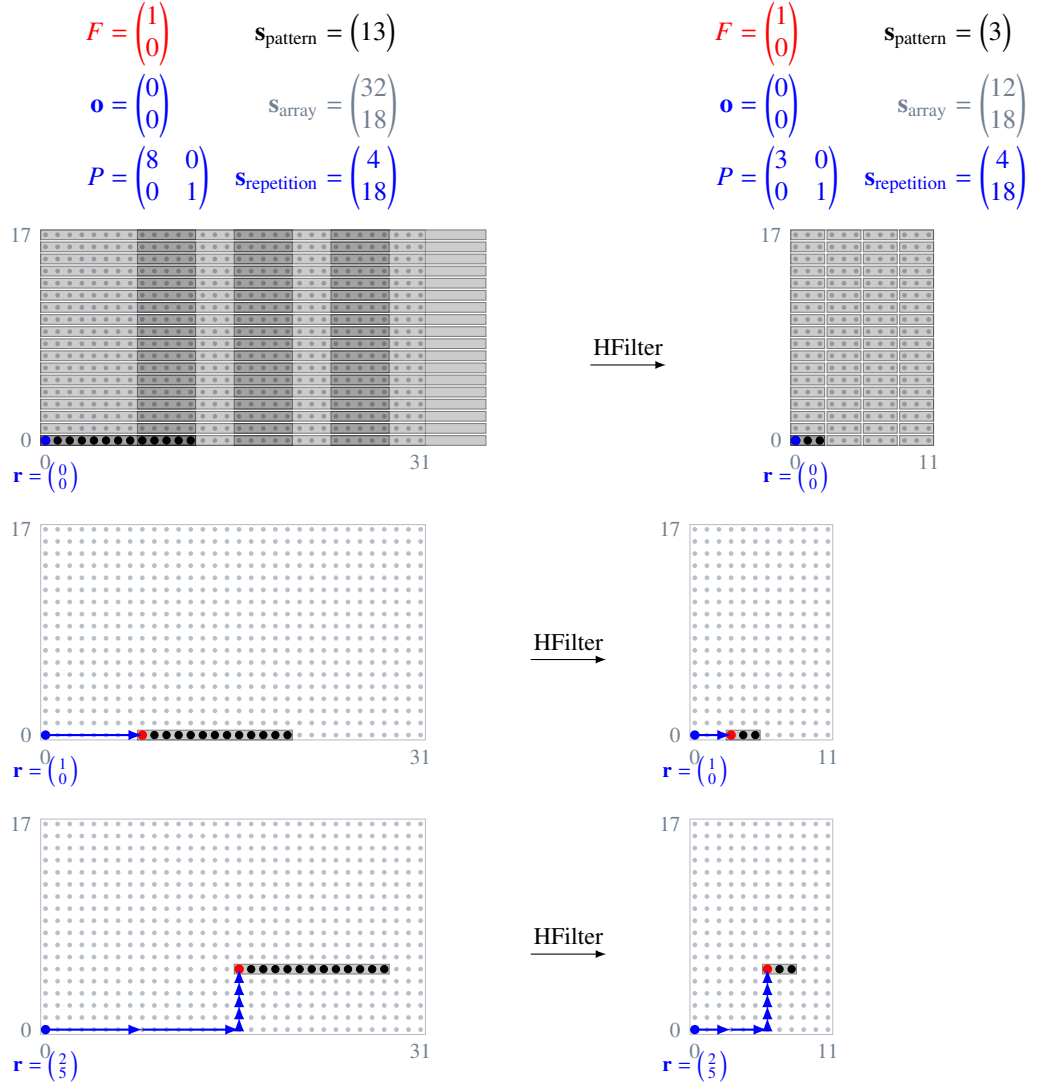 F = (1 0) s_pattern = (13) F = (1 0) s_pattern = (3)
o = (0 0) s_array = (32 18) o = (0 0) s_array = (12 18)
P = (8 0 0 1) s_repetition = (4 18) P = (3 0 0 1) s_repetition = (4 18)
17 17
HFilter
0 0
0 31 0 11
r = (0 0) r = (0 0)
17 17
HFilter
0 0
0 31 0 11
r = (1 0) r = (1 0)
17 17
HFilter
0 0
0 31 0 11
r = (2 5) r = (2 5)